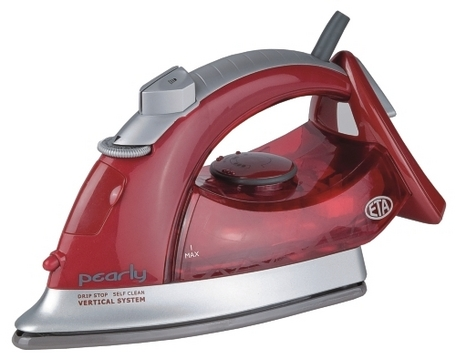 ETA
MAX
pearly
DRIP STOP SELF CLEAN
VERTICAL SYSTEM